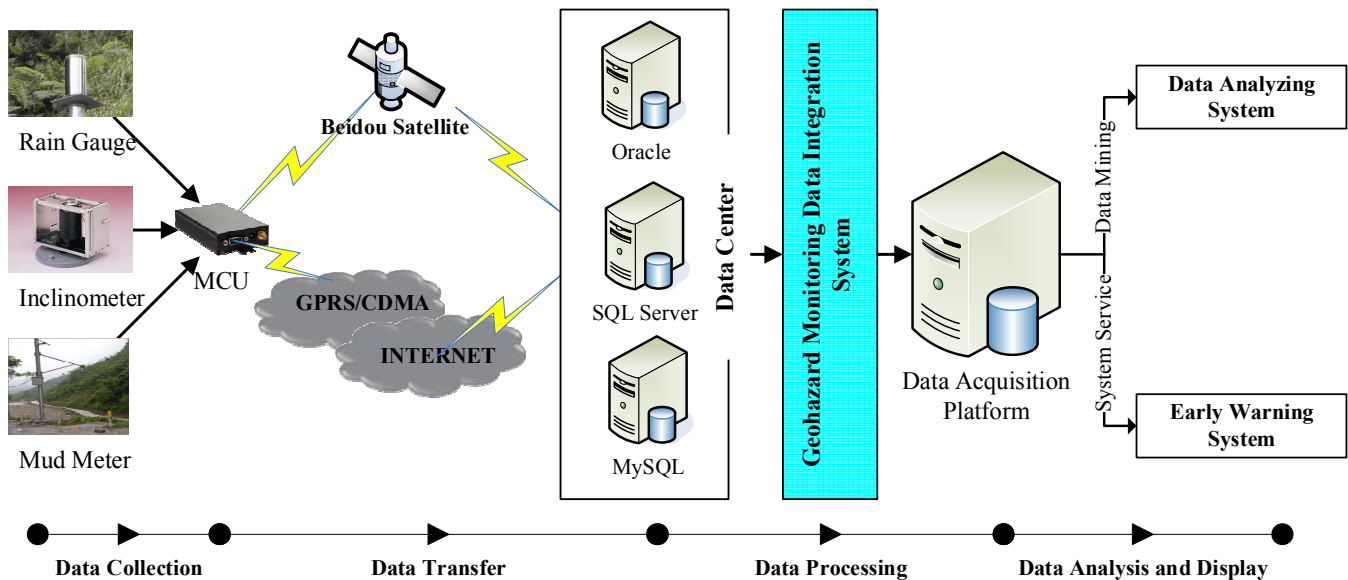 Rain Gauge
Inclinometer
Mud Meter
MCU
Beidou Satellite
GPRS/CDMA
INTERNET
Oracle
SQL Server
MySQL
Data Center
Geohazard Monitoring Data Integration
System
Data Acquisition
Platform
Data Mining
System Service
Data Analyzing
System
Early Warning
System
Data Collection
Data Transfer
Data Processing
Data Analysis and Display